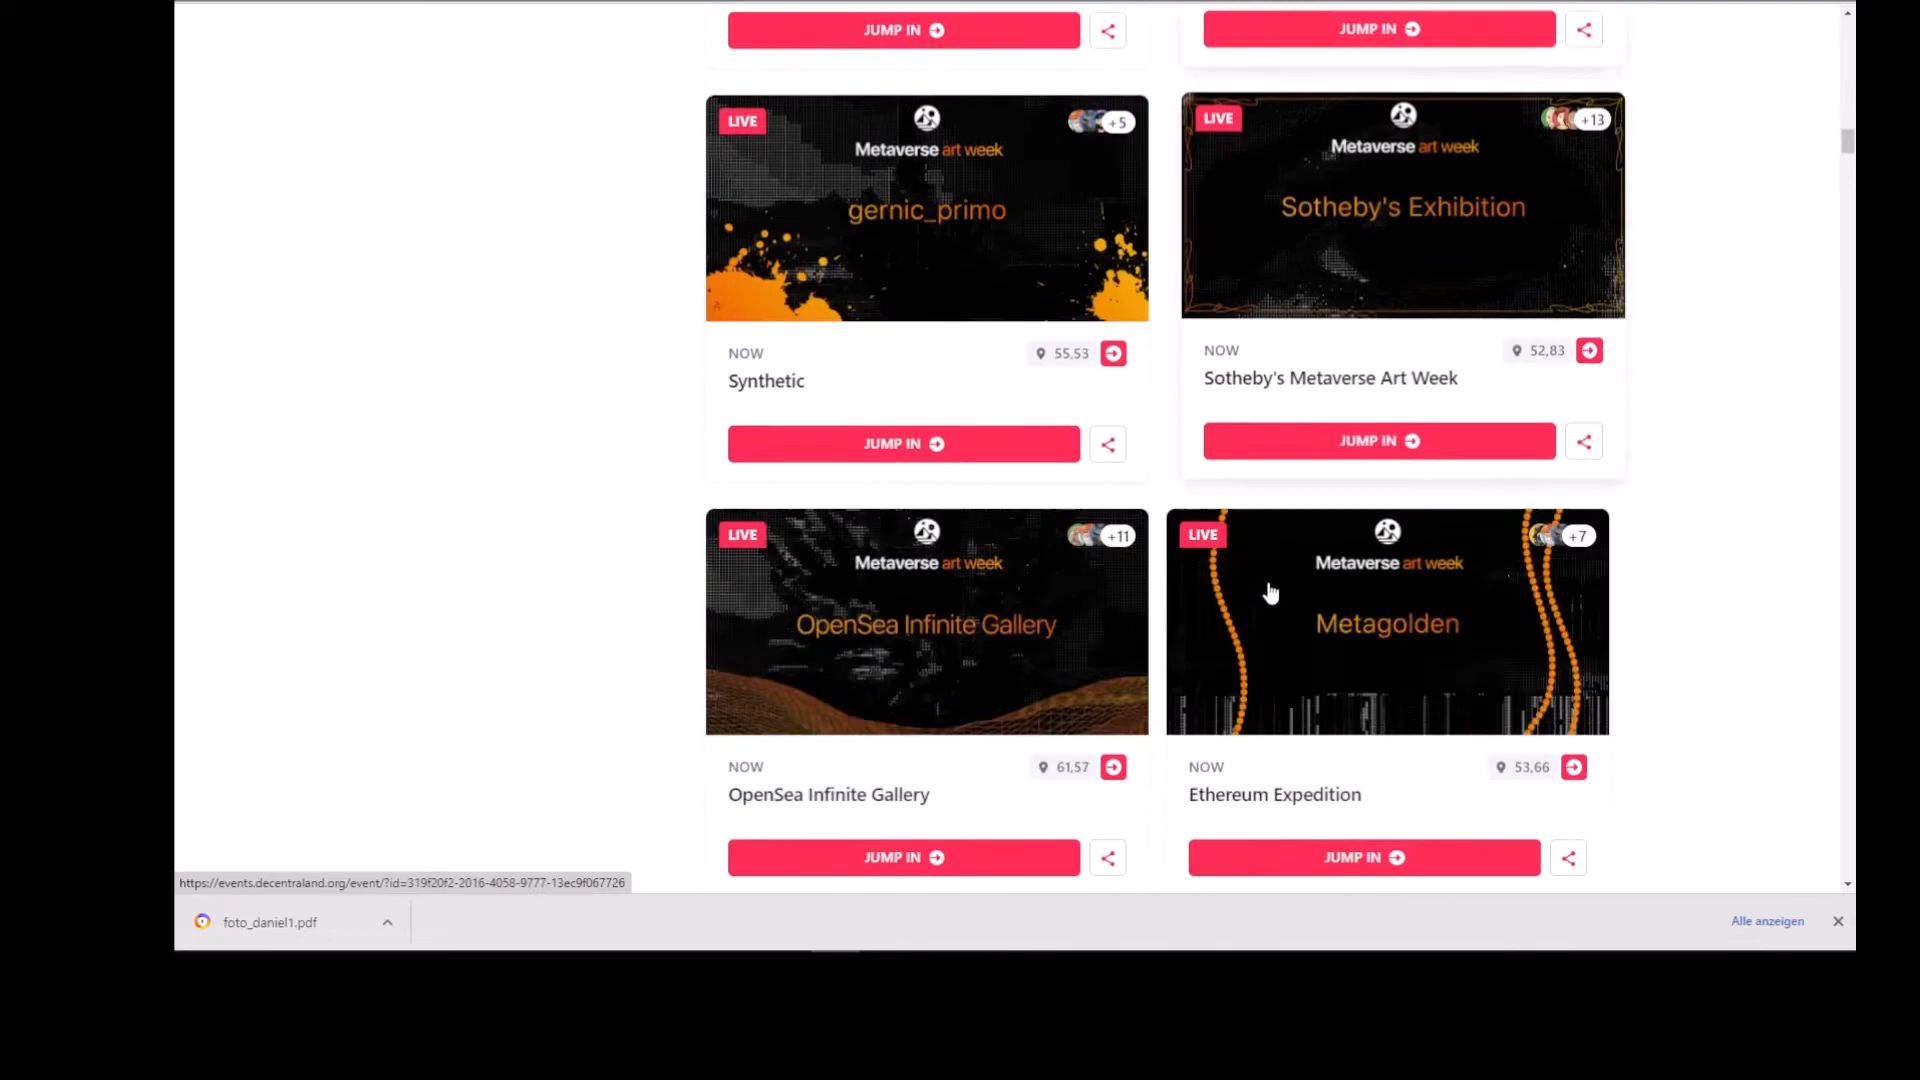 JUMP IN
JUMP IN
LIVE
+5
Metaverse art week
gernic_primo
NOW
55,53
Synthetic
JUMP IN
LIVE
+13
Metaverse art week
Sotheby's Exhibition
NOW
52,83
Sotheby's Metaverse Art Week
JUMP IN
LIVE
+11
Metaverse art week
OpenSea Infinite Gallery
NOW
61,57
OpenSea Infinite Gallery
JUMP IN
LIVE
+7
Metaverse art week
Metagolden
NOW
53,66
Ethereum Expedition
JUMP IN
https://events.decentraland.org/event/?id=319f20f2-2016-4058-9777-13ec9f067726
foto_daniel1.pdf
Alle anzeigen